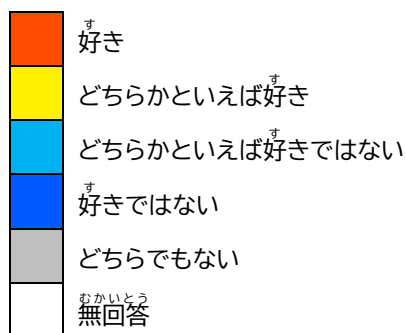 好き
どちらかといえば好き
どちらかといえば好きではない
好きではない
どちらでもない
無回答